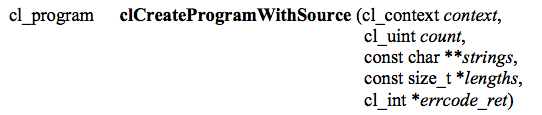 cl_program clCreateProgramWithSource (cl_context context,
cl_uint count,
const char **strings,
const size_t *lengths,
cl_int *errcode_ret)